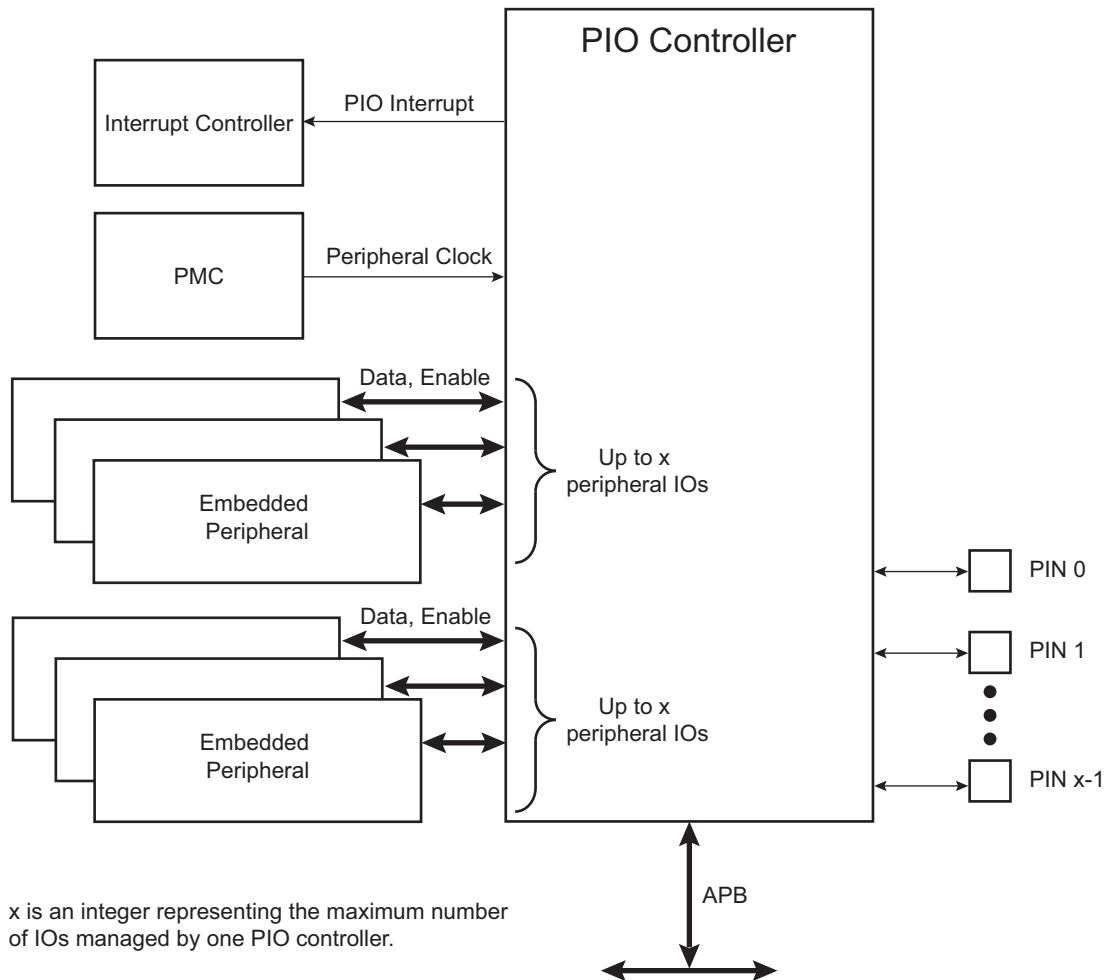 PIO Controller
PIO Interrupt
Interrupt Controller
Peripheral Clock
PMC
Data, Enable
Up to x
peripheral IOs
Embedded
Peripheral
PIN 0
Data, Enable
PIN 1
Up to x
peripheral IOs
Embedded
Peripheral
PIN x-1
APB
x is an integer representing the maximum number
of IOs managed by one PIO controller.